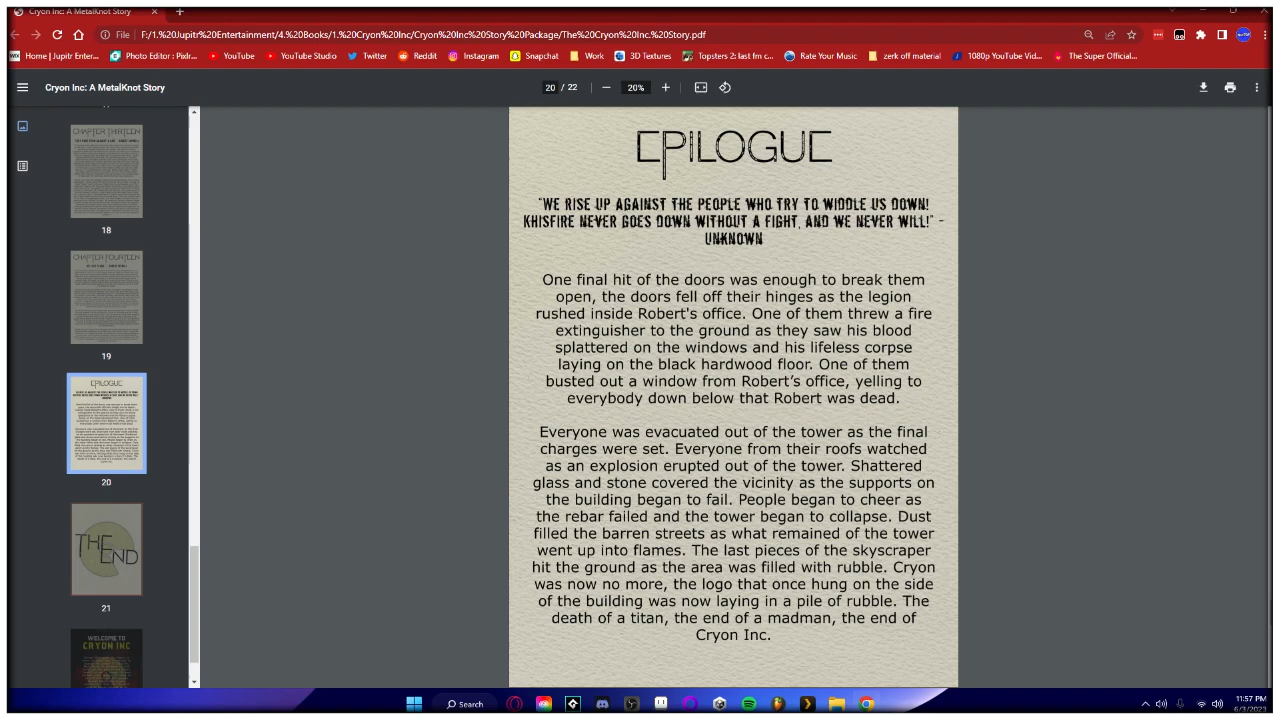 Cryon Inc: A MetalKnot Story
File
F:/1.%20Jupitr%20Entertainment/4.%20Books/1.%20Cryon%20Inc/Cryon%20Inc%20Story%20Package/The%20Cryon%20Inc.%20Story.pdf
Home | Jupitr Enter... Photo Editor : Pixlr... YouTube YouTube Studio Twitter Reddit Instagram Snapchat Work 3D Textures Topsters 2: last fm c... Rate Your Music zerk off material 1080p YouTube Vid... The Super Official...
Cryon Inc: A MetalKnot Story
20 / 22
20%
CHAPTER THIRTEEN
18
CHAPTER FOURTEEN
19
EPILOGUE
20
THE END
21
WELCOME TO
CRYON INC
EPILOGUE
"WE RISE UP AGAINST THE PEOPLE WHO TRY TO WIDDLE US DOWN!
KHISFIRE NEVER GOES DOWN WITHOUT A FIGHT, AND WE NEVER WILL!" -
UNKNOWN
One final hit of the doors was enough to break them
open, the doors fell off their hinges as the legion
rushed inside Robert's office. One of them threw a fire
extinguisher to the ground as they saw his blood
splattered on the windows and his lifeless corpse
laying on the black hardwood floor. One of them
busted out a window from Robert's office, yelling to
everybody down below that Robert was dead.
Everyone was evacuated out of the tower as the final
charges were set. Everyone from their roofs watched
as an explosion erupted out of the tower. Shattered
glass and stone covered the vicinity as the supports on
the building began to fail. People began to cheer as
the rebar failed and the tower began to collapse. Dust
filled the barren streets as what remained of the tower
went up into flames. The last pieces of the skyscraper
hit the ground as the area was filled with rubble. Cryon
was now no more, the logo that once hung on the side
of the building was now laying in a pile of rubble. The
death of a titan, the end of a madman, the end of
Cryon Inc.
Search
11:57 PM
6/3/2023